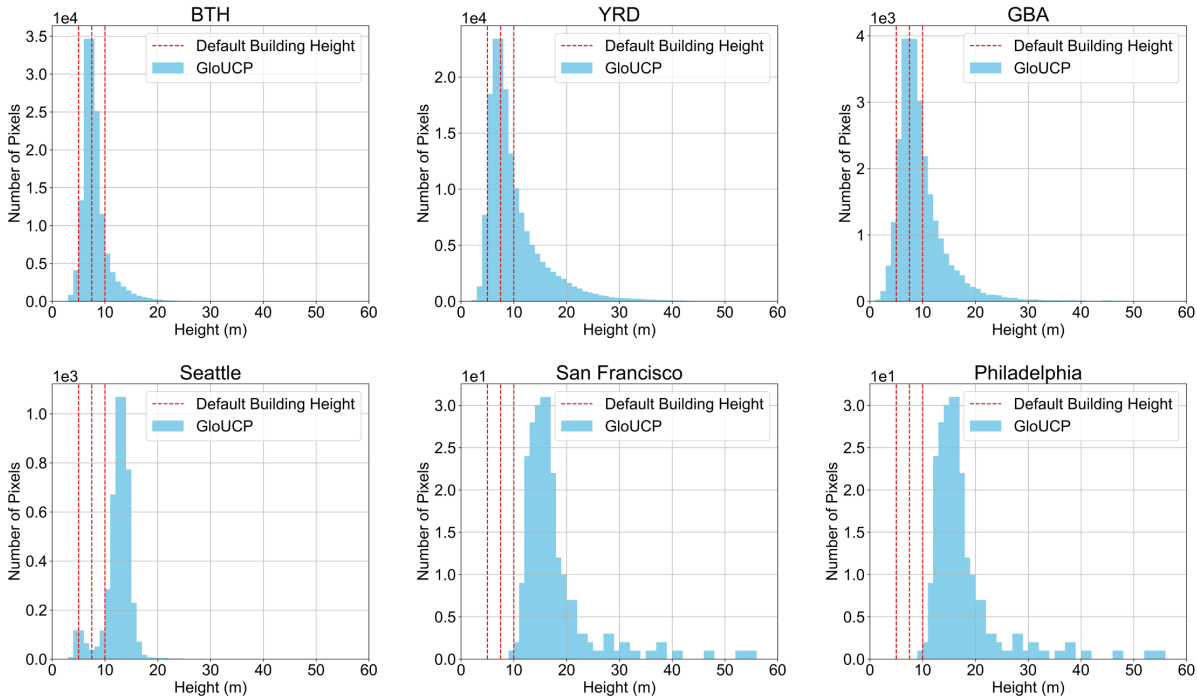 BTH
1e4
Default Building Height
GloUCP
3.5
3.0
2.5
2.0
1.5
1.0
0.5
0.0
Number of Pixels
0 10 20 30 40 50 60
Height (m)
YRD
1e4
Default Building Height
GloUCP
2.0
1.5
1.0
0.5
0.0
Number of Pixels
0 10 20 30 40 50 60
Height (m)
GBA
1e3
Default Building Height
GloUCP
4
3
2
1
0
Number of Pixels
0 10 20 30 40 50 60
Height (m)
Seattle
1e3
Default Building Height
GloUCP
1.0
0.8
0.6
0.4
0.2
0.0
Number of Pixels
0 10 20 30 40 50 60
Height (m)
San Francisco
1e1
Default Building Height
GloUCP
3.0
2.5
2.0
1.5
1.0
0.5
0.0
Number of Pixels
0 10 20 30 40 50 60
Height (m)
Philadelphia
1e1
Default Building Height
GloUCP
3.0
2.5
2.0
1.5
1.0
0.5
0.0
Number of Pixels
0 10 20 30 40 50 60
Height (m)